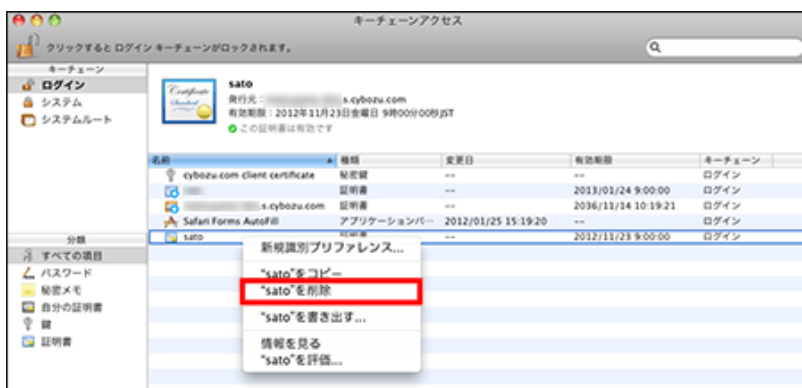 キーチェーンアクセス
クリックすると ログイン キーチェーンがロックされます。
キーチェーン
ログイン
システム
システムルート
Certificate
Standard
sato
発行元： s.cybozu.com
有効期限：2012年11月23日金曜日 9時00分00秒JST
この証明書は有効です
名前 種類 変更日 有効期限 キーチェーン
cybozu.com client certificate 秘密鍵 -- -- ログイン
証明書 -- 2013/01/24 9:00:00 ログイン
s.cybozu.com 証明書 -- 2036/11/14 10:19:21 ログイン
Safari Forms AutoFill アプリケーションパ… 2012/01/25 15:19:20 -- ログイン
sato 証明書 -- 2012/11/23 9:00:00 ログイン
新規識別プリファレンス...
"sato"をコピー
"sato"を削除
"sato"を書き出す...
情報を見る
"sato"を評価...
分類
すべての項目
パスワード
秘密メモ
自分の証明書
鍵
証明書